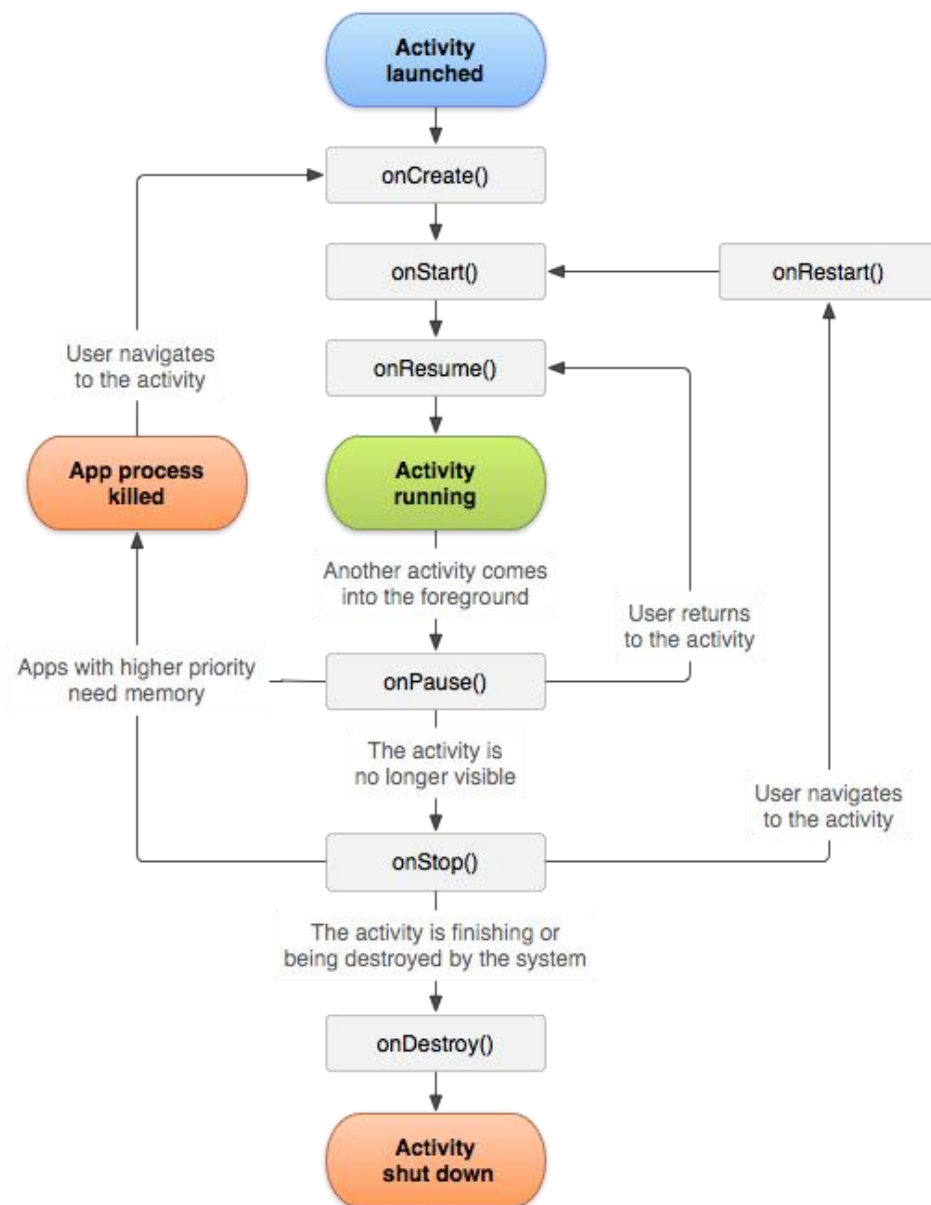 Activity
launched
onCreate()
onStart()
onRestart()
User navigates
to the activity
onResume()
App process
killed
Activity
running
Another activity comes
into the foreground
User returns
to the activity
Apps with higher priority
need memory
onPause()
The activity is
no longer visible
User navigates
to the activity
onStop()
The activity is finishing or
being destroyed by the system
onDestroy()
Activity
shut down